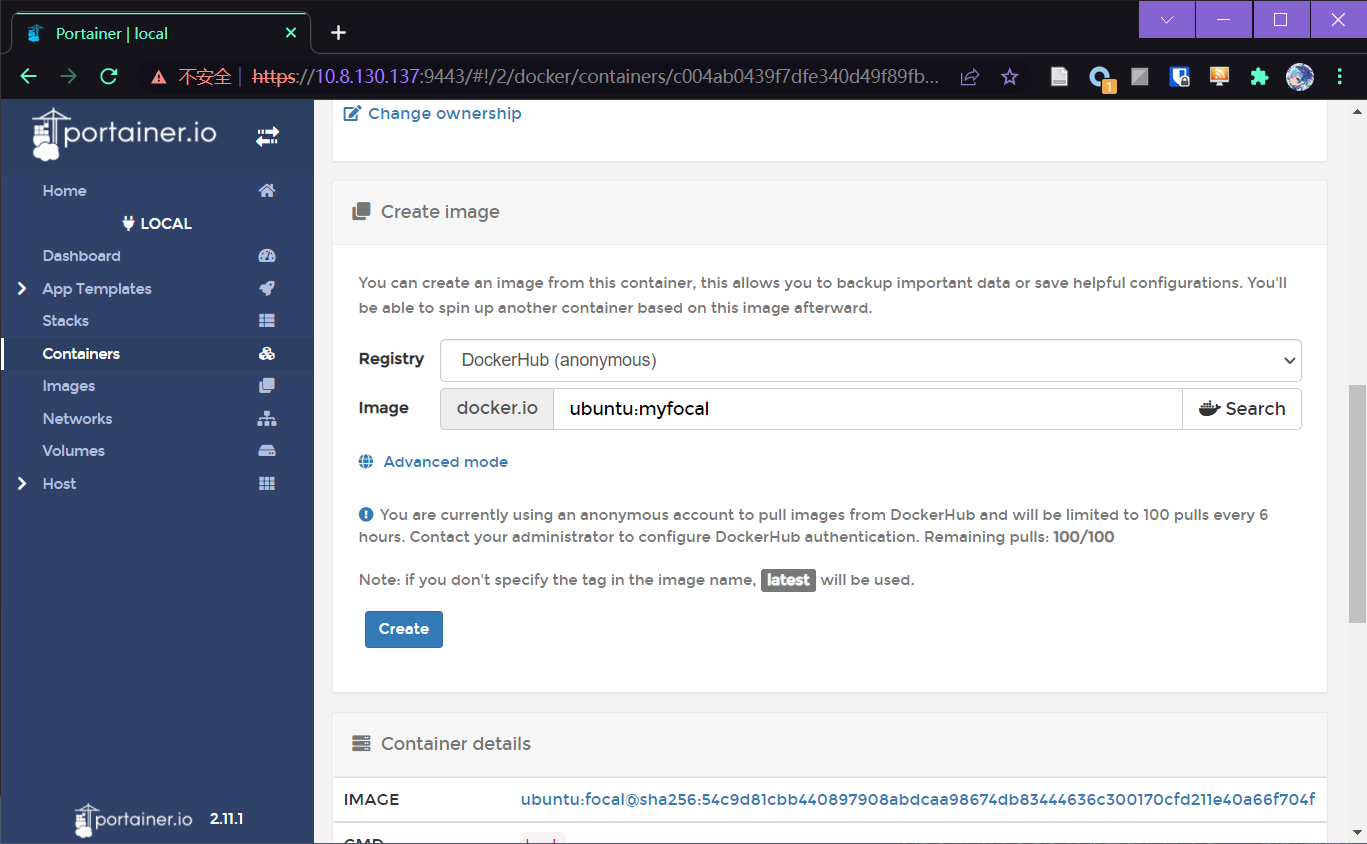 Portainer | local
不安全 https://10.8.130.137:9443/#!/2/docker/containers/c004ab0439f7dfe340d49f89fb...
1
portainer.io
Home
LOCAL
Dashboard
App Templates
Stacks
Containers
Images
Networks
Volumes
Host
portainer.io 2.11.1
Change ownership
Create image
You can create an image from this container, this allows you to backup important data or save helpful configurations. You'll
be able to spin up another container based on this image afterward.
Registry DockerHub (anonymous)
Image docker.io ubuntu:myfocal Search
Advanced mode
You are currently using an anonymous account to pull images from DockerHub and will be limited to 100 pulls every 6
hours. Contact your administrator to configure DockerHub authentication. Remaining pulls: 100/100
Note: if you don't specify the tag in the image name, latest will be used.
Create
Container details
IMAGE ubuntu:focal@sha256:54c9d81cbb440897908abdcaa98674db83444636c300170cfd211e40a66f704f
CMD